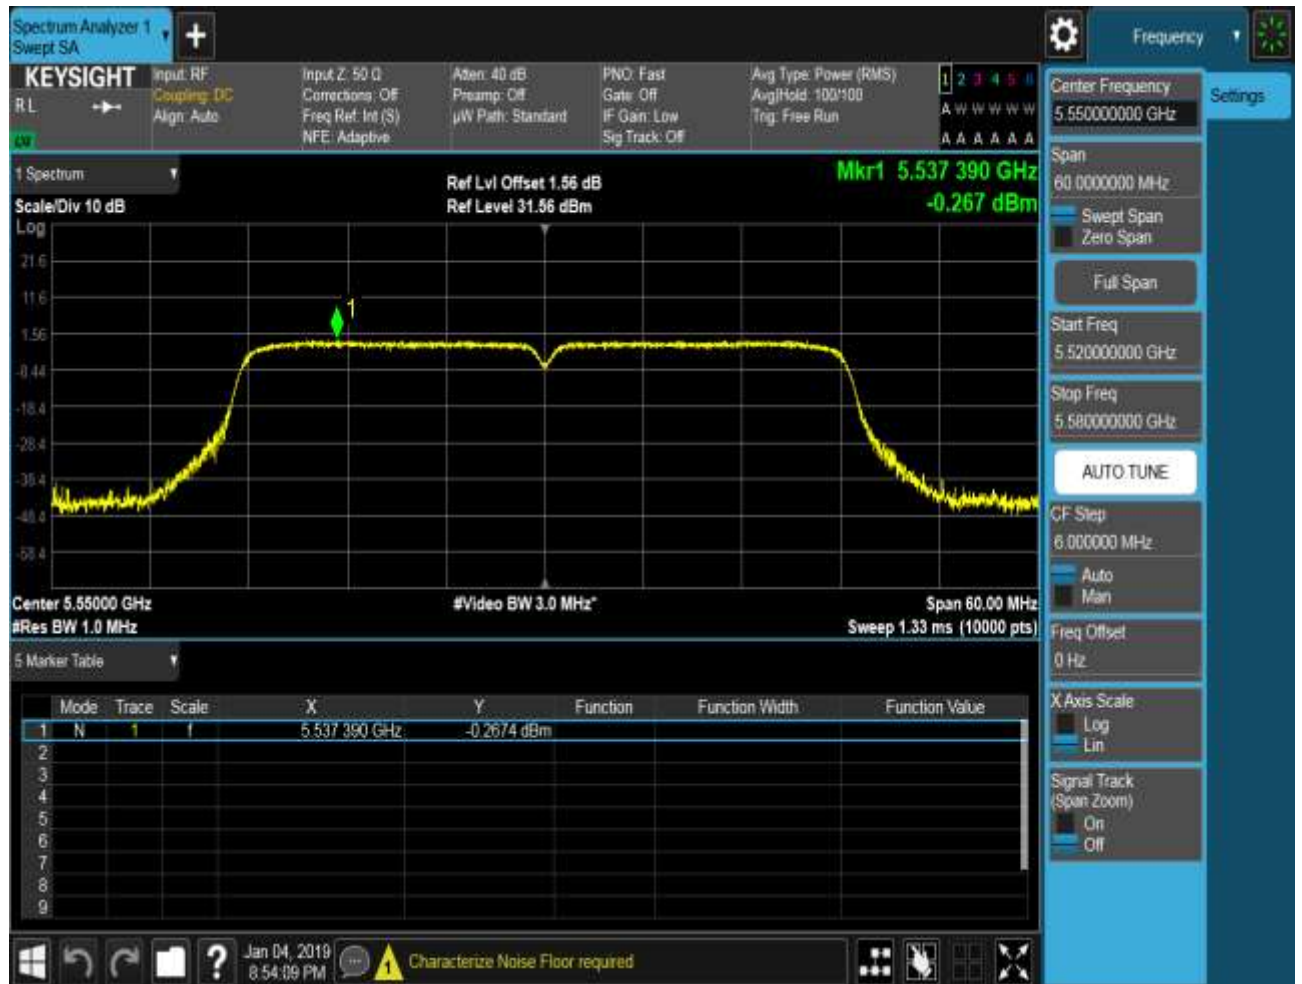 Spectrum Analyzer 1
Swept SA
Frequency
KEYSIGHT
R L
Input: RF
Coupling: DC
Align: Auto
Input Z: 50 Ω
Corrections: Off
Freq Ref: Int (S)
NFE: Adaptive
Atten: 40 dB
Preamp: Off
µW Path: Standard
PNO: Fast
Gate: Off
IF Gain: Low
Sig Track: Off
Avg Type: Power (RMS)
Avg|Hold: 100/100
Trig: Free Run
1 2 3 4 5 6
A W W W W W
A A A A A A
1 Spectrum
Scale/Div 10 dB
Ref Lvl Offset 1.56 dB
Ref Level 31.56 dBm
Mkr1 5.537 390 GHz
-0.267 dBm
Log
21.6
11.6
1.56
-8.44
-18.4
-28.4
-38.4
-48.4
-58.4
1
Center 5.55000 GHz
#Res BW 1.0 MHz
#Video BW 3.0 MHz*
Span 60.00 MHz
Sweep 1.33 ms (10000 pts)
5 Marker Table
Mode Trace Scale X Y Function Function Width Function Value
1 N 1 f 5.537 390 GHz -0.2674 dBm
2
3
4
5
6
7
8
9
Jan 04, 2019
8:54:09 PM
?
1
Characterize Noise Floor required
Center Frequency
5.550000000 GHz
Settings
Span
60.0000000 MHz
Swept Span
Zero Span
Full Span
Start Freq
5.520000000 GHz
Stop Freq
5.580000000 GHz
AUTO TUNE
CF Step
6.000000 MHz
Auto
Man
Freq Offset
0 Hz
X Axis Scale
Log
Lin
Signal Track
(Span Zoom)
On
Off